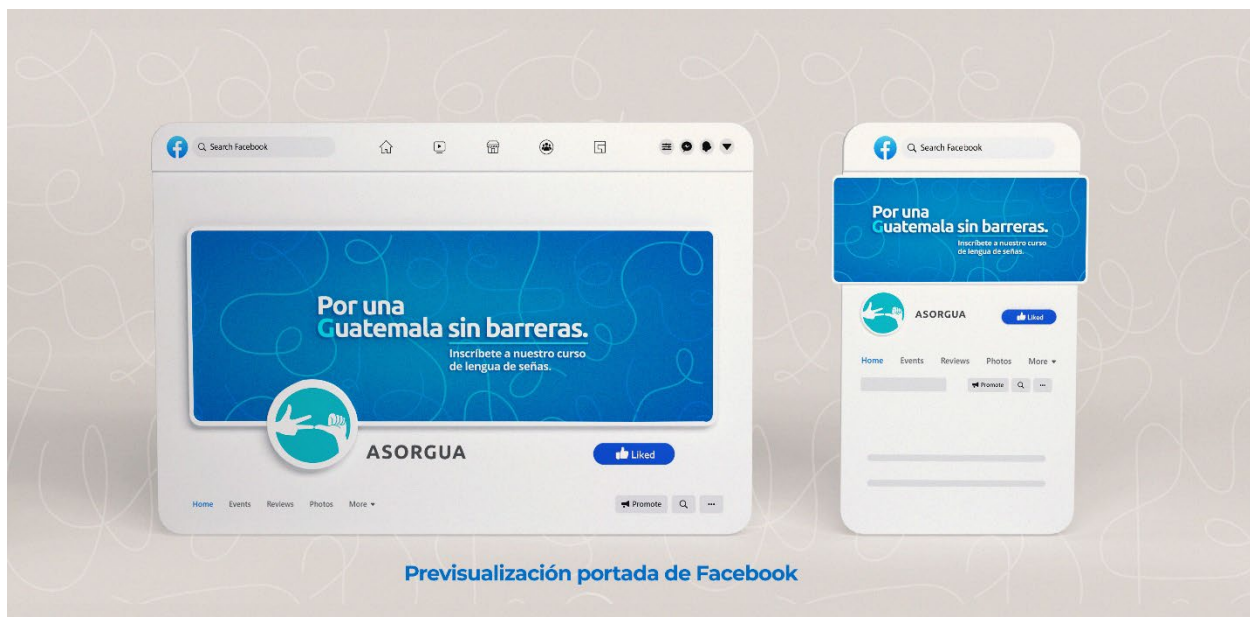 Search Facebook
Por una
Guatemala sin barreras.
Inscríbete a nuestro curso
de lengua de señas.
ASORGUA
Liked
Home Events Reviews Photos More
Promote
Search Facebook
Por una
Guatemala sin barreras.
Inscríbete a nuestro curso
de lengua de señas.
ASORGUA
Liked
Home Events Reviews Photos More
Promote
Previsualización portada de Facebook